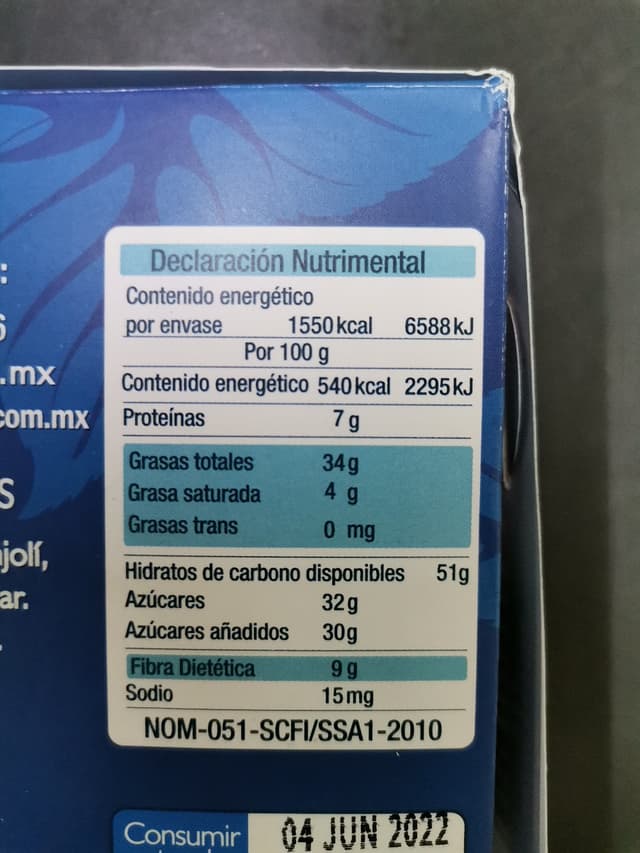 Declaración Nutrimental
Contenido energético
por envase 1550 kcal 6588 kJ
Por 100 g
Contenido energético 540 kcal 2295 kJ
Proteínas 7 g
Grasas totales 34 g
Grasa saturada 4 g
Grasas trans 0 mg
Hidratos de carbono disponibles 51g
Azúcares 32 g
Azúcares añadidos 30 g
Fibra Dietética 9 g
Sodio 15 mg
NOM-051-SCFI/SSA1-2010
:
.mx
com.mx
S
jolí,
ar.
Consumir 04 JUN 2022